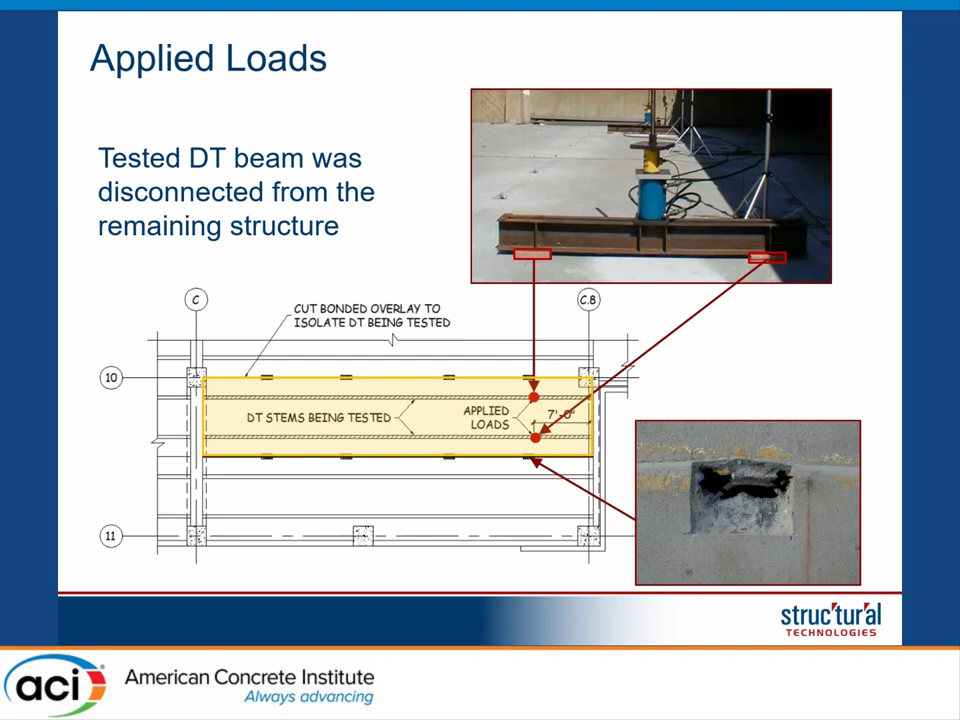 Applied Loads
Tested DT beam was
disconnected from the
remaining structure
C
C.8
CUT BONDED OVERLAY TO
ISOLATE DT BEING TESTED
10
DT STEMS BEING TESTED
APPLIED
LOADS
7'-0"
11
struc'tur'al
TECHNOLOGIES
aci
American Concrete Institute
Always advancing